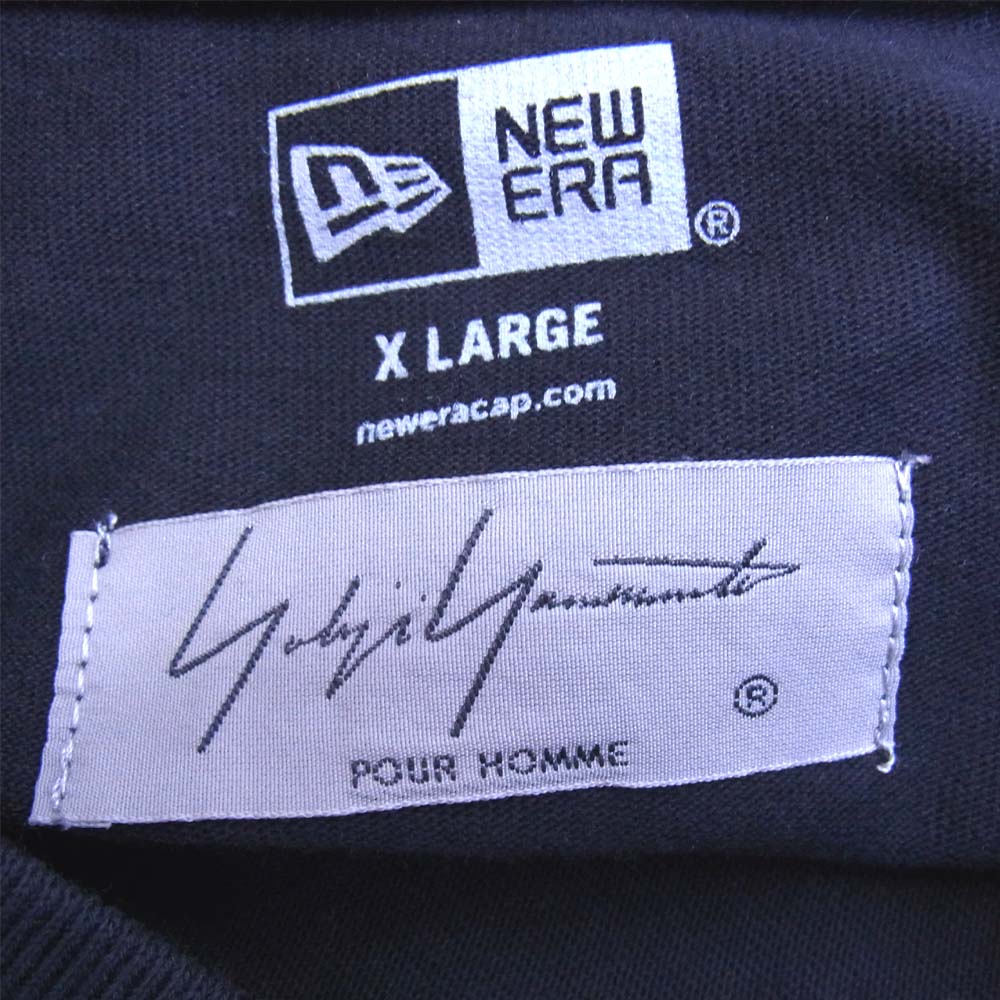 NEW
ERA
®
X LARGE
neweracap.com
Yohji Yamamoto
®
POUR HOMME